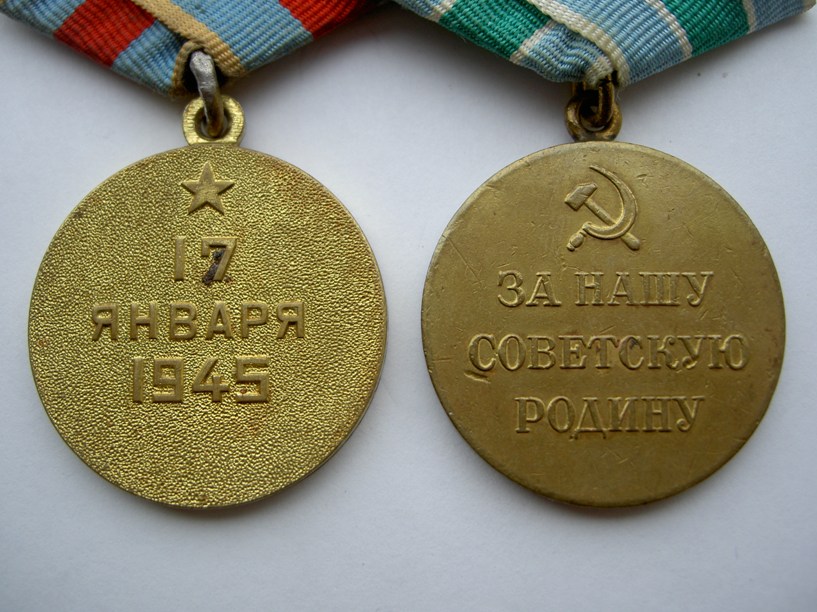 17
ЯНВАРЯ
1945
ЗА НАШУ
СОВЕТСКУЮ
РОДИНУ